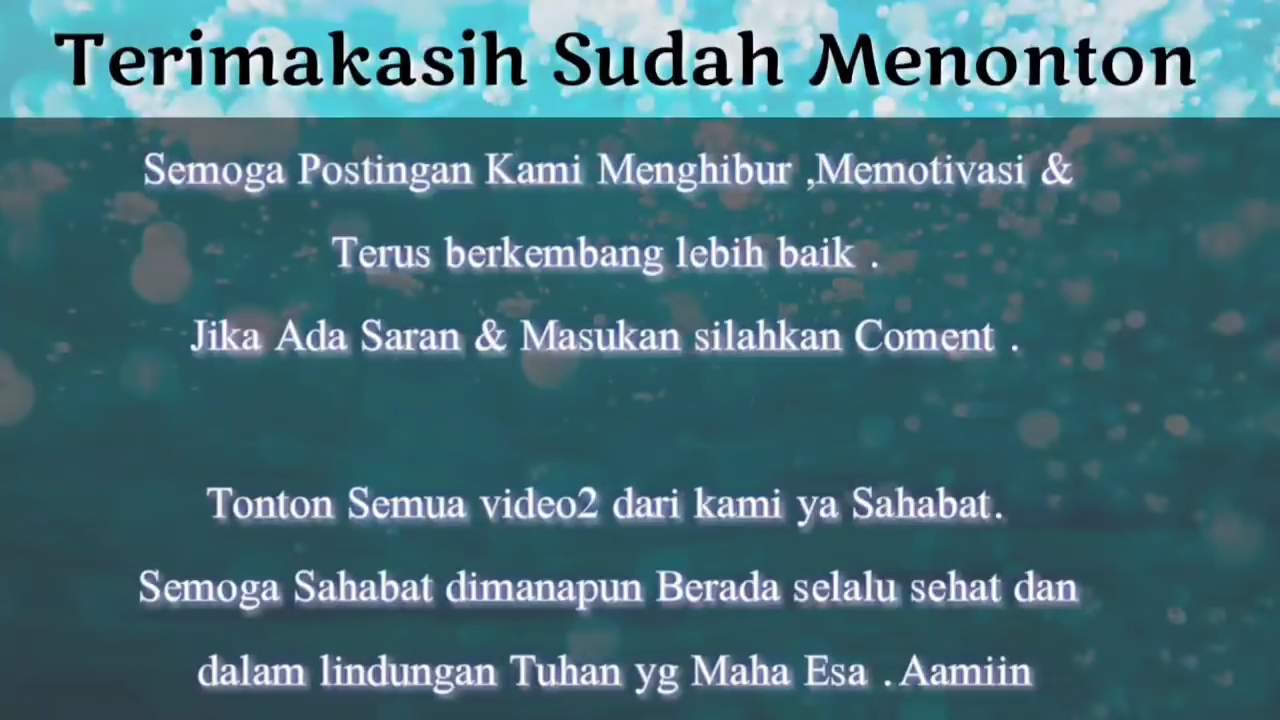 Terimakasih Sudah Menonton
Semoga Postingan Kami Menghibur ,Memotivasi &
Terus berkembang lebih baik .
Jika Ada Saran & Masukan silahkan Coment .
Tonton Semua video2 dari kami ya Sahabat.
Semoga Sahabat dimanapun Berada selalu sehat dan
dalam lindungan Tuhan yg Maha Esa . Aamiin